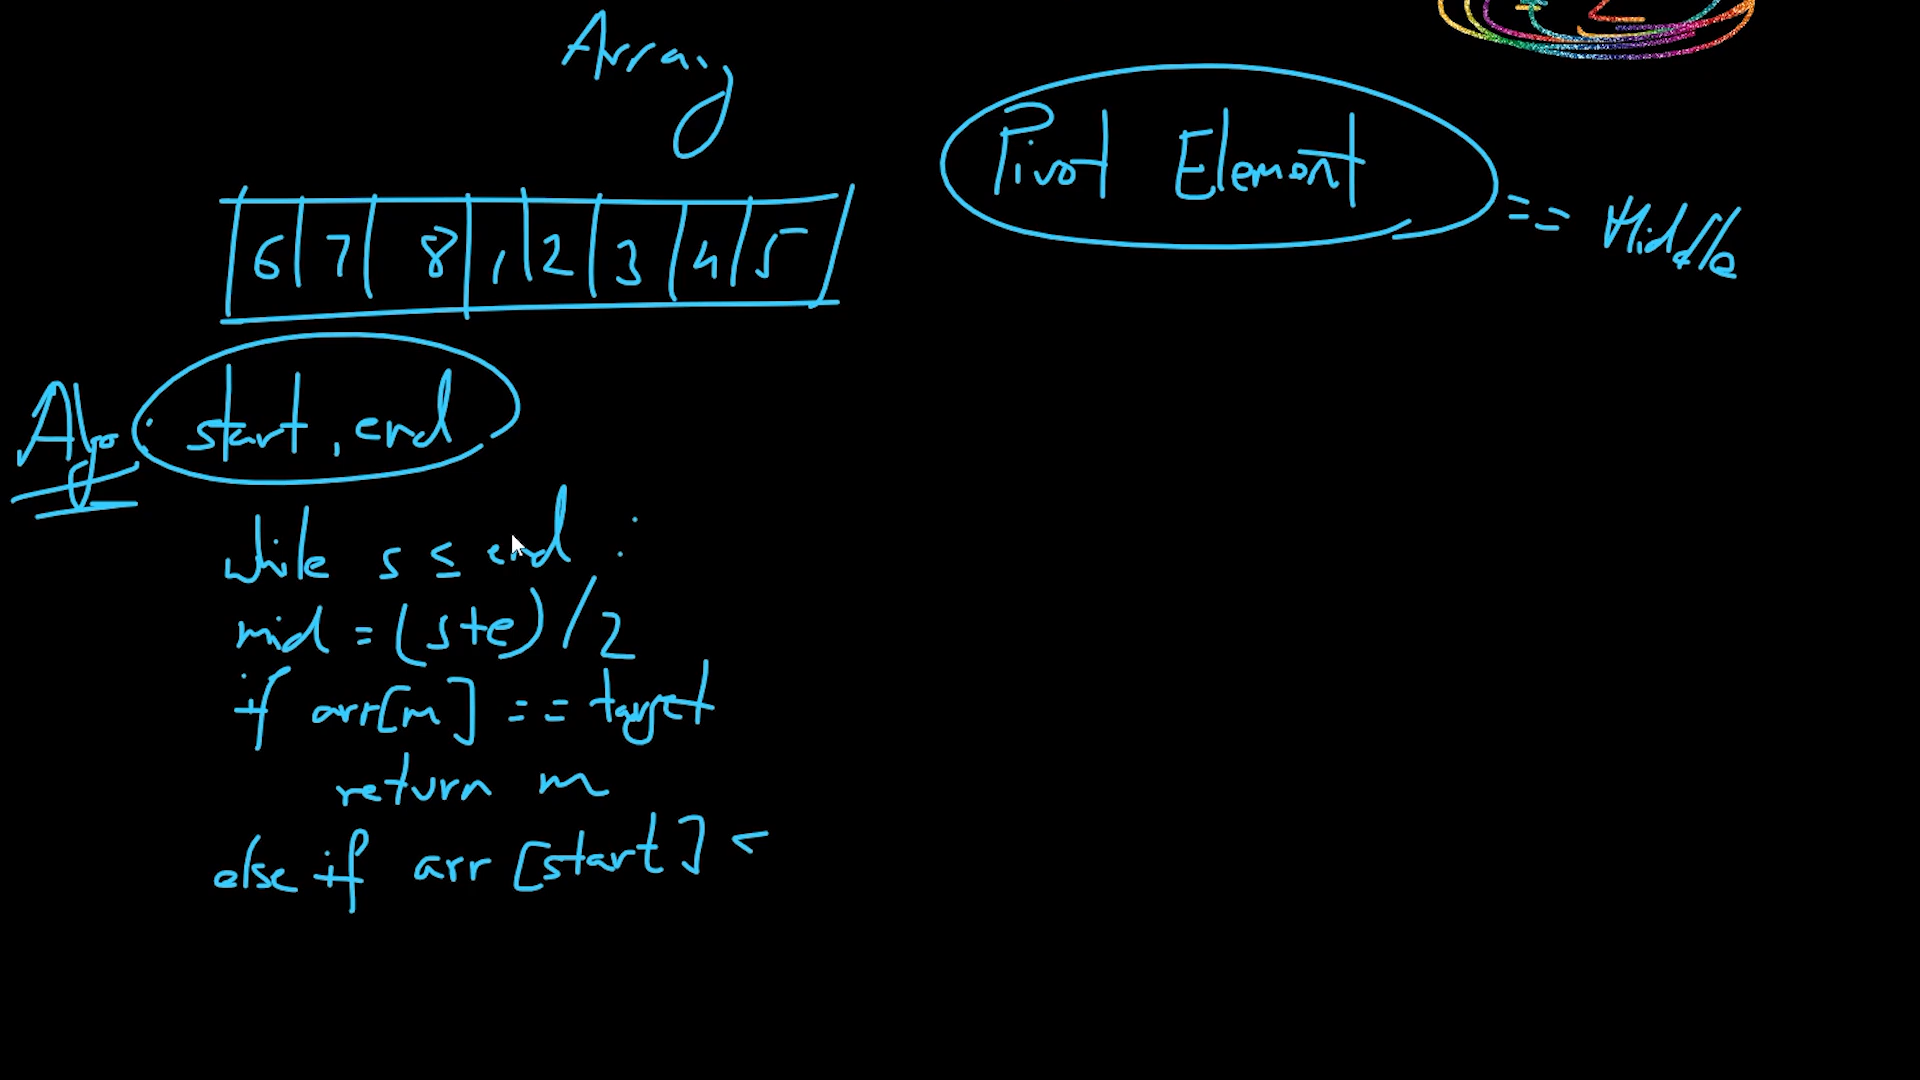 Array
Pivot Element == Middle
6 7 8 1 2 3 4 5
Algo: start, end
while s ≤ end :
mid = (s+e)/2
if arr[m] == target
return m
else if arr [start] <